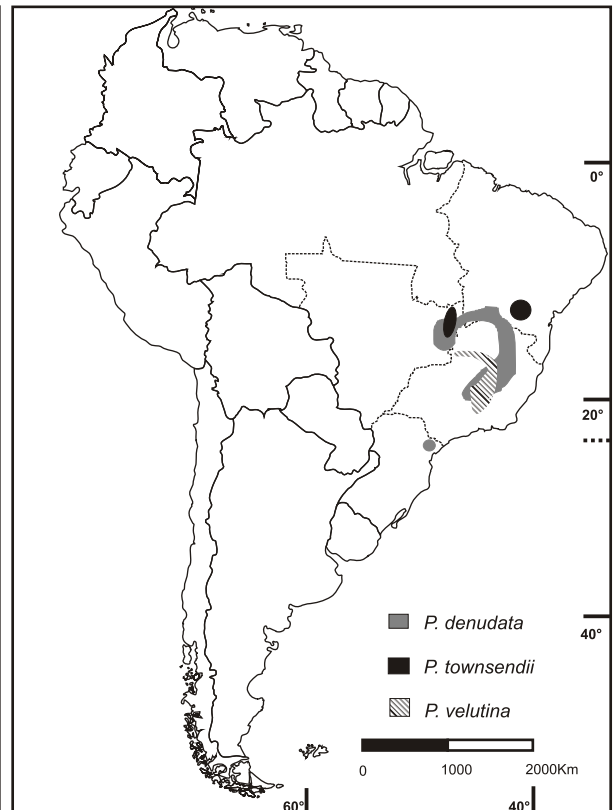 0°
20°
40°
P. denudata
P. townsendii
P. velutina
0 1000 2000Km
60° 40°